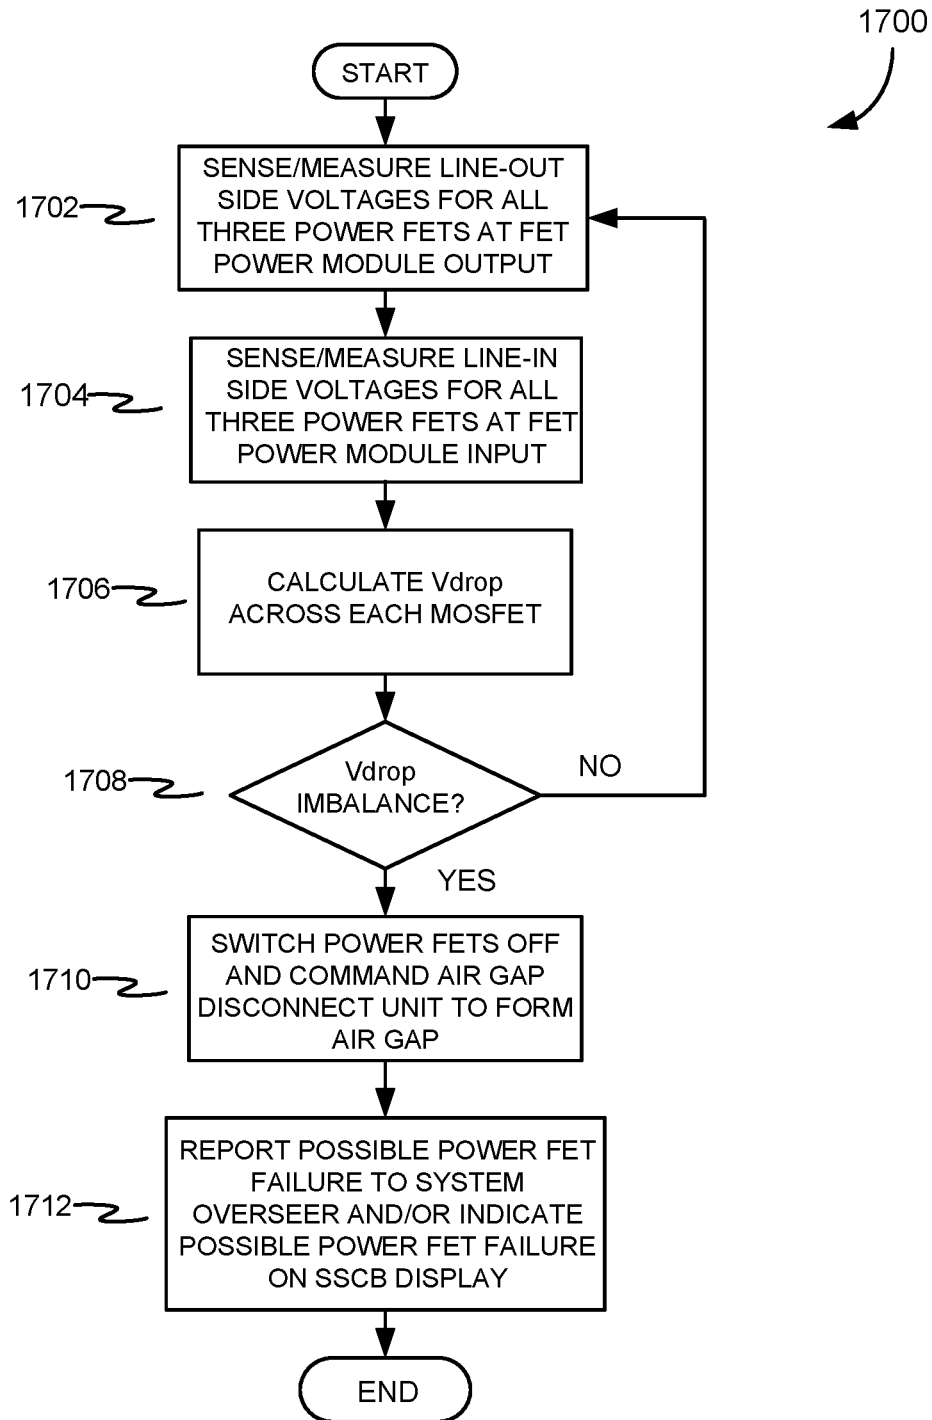 1700
START
1702
SENSE/MEASURE LINE-OUT
SIDE VOLTAGES FOR ALL
THREE POWER FETS AT FET
POWER MODULE OUTPUT
1704
SENSE/MEASURE LINE-IN
SIDE VOLTAGES FOR ALL
THREE POWER FETS AT FET
POWER MODULE INPUT
1706
CALCULATE Vdrop
ACROSS EACH MOSFET
1708
Vdrop
IMBALANCE?
NO
YES
1710
SWITCH POWER FETS OFF
AND COMMAND AIR GAP
DISCONNECT UNIT TO FORM
AIR GAP
1712
REPORT POSSIBLE POWER FET
FAILURE TO SYSTEM
OVERSEER AND/OR INDICATE
POSSIBLE POWER FET FAILURE
ON SSCB DISPLAY
END